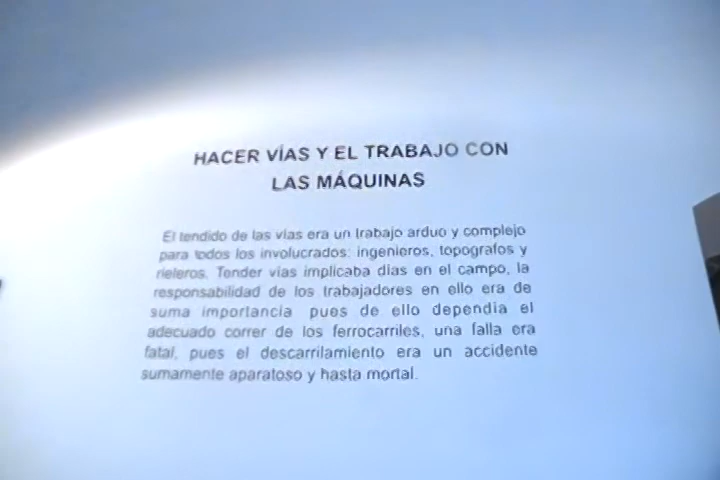 HACER VÍAS Y EL TRABAJO CON
LAS MÁQUINAS
El tendido de las vías era un trabajo arduo y complejo
para todos los involucrados: ingenieros, topografos y
rieleros. Tender vías implicaba días en el campo, la
responsabilidad de los trabajadores en ello era de
suma importancia pues de ello dependía el
adecuado correr de los ferrocarriles, una falla era
fatal, pues el descarrilamiento era un accidente
sumamente aparatoso y hasta mortal.